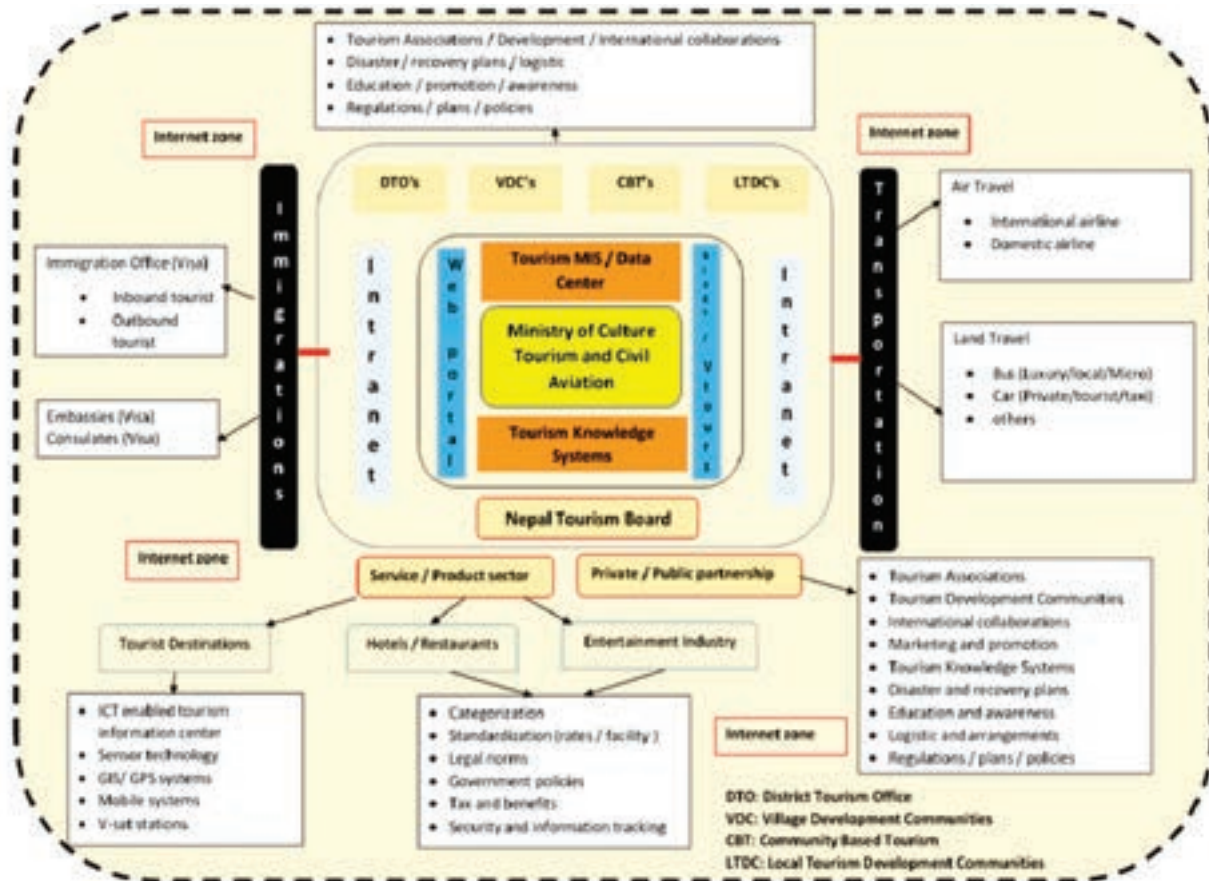 Tourism Associations / Development / International collaborations
Disaster / recovery plans / logistic
Education / promotion / awareness
Regulations / plans / policies
Internet zone
Internet zone
DTO's
VDC's
CBT's
LTDC's
Immigrations
Transportation
Air Travel
International airline
Domestic airline
Immigration Office (Visa)
Inbound tourist
Outbound
tourist
Intranet
Web portal
Tourism MIS / Data
Center
Ministry of Culture
Tourism and Civil
Aviation
Tourism Knowledge
Systems
/ Vtours
Intranet
Land Travel
Bus (Luxury/local/Micro)
Car (Private/tourist/taxi)
others
Embassies (Visa)
Consulates (Visa)
Nepal Tourism Board
Internet zone
Service / Product sector
Private / Public partnership
Tourist Destinations
Hotels / Restaurants
Entertainment Industry
Tourism Associations
Tourism Development Communities
International collaborations
Marketing and promotion
Tourism Knowledge Systems
Disaster and recovery plans
Education and awareness
Logistic and arrangements
Regulations / plans / policies
ICT enabled tourism
information center
Sensor technology
GIS/ GPS systems
Mobile systems
V-sat stations
Categorization
Standardization (rates / facility )
Legal norms
Government policies
Tax and benefits
Security and information tracking
Internet zone
DTO: District Tourism Office
VDC: Village Development Communities
CBT: Community Based Tourism
LTDC: Local Tourism Development Communities